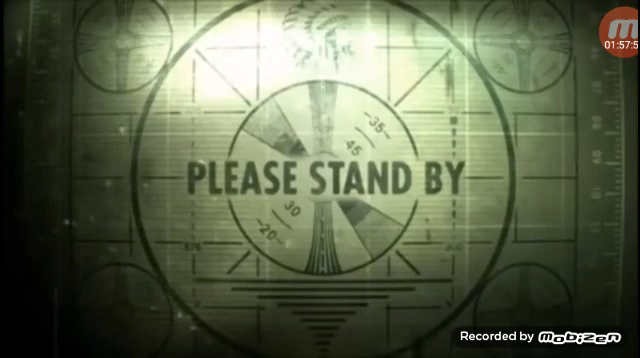 01:57:5
-35-
45
PLEASE STAND BY
30
-20-
Recorded by mobizen